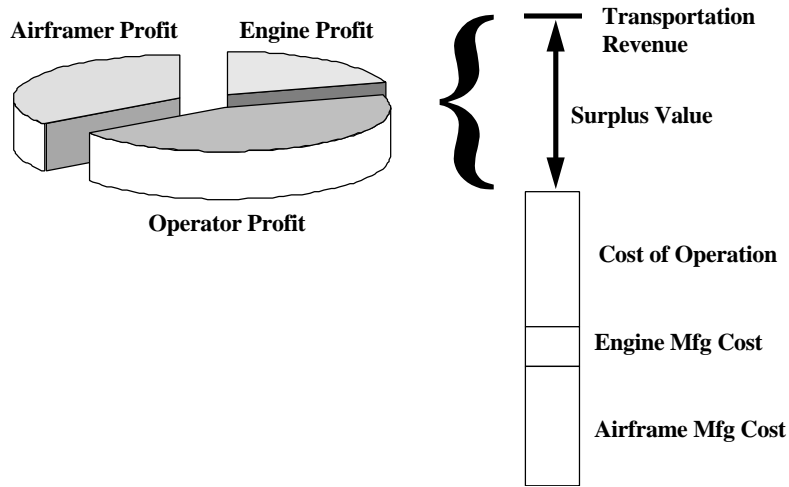 Airframer Profit
Engine Profit
Operator Profit
Transportation
Revenue
Surplus Value
Cost of Operation
Engine Mfg Cost
Airframe Mfg Cost